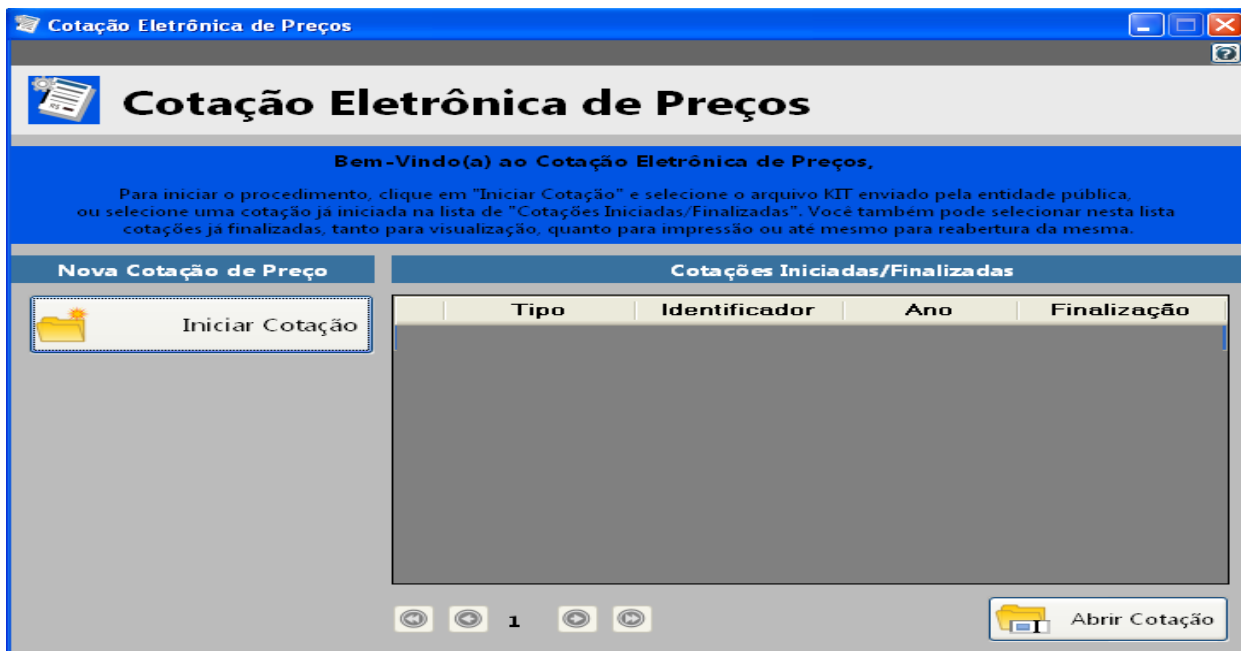 Cotação Eletrônica de Preços
Cotação Eletrônica de Preços
Bem-Vindo(a) ao Cotação Eletrônica de Preços,
Para iniciar o procedimento, clique em "Iniciar Cotação" e selecione o arquivo KIT enviado pela entidade pública,
ou selecione uma cotação já iniciada na lista de "Cotações Iniciadas/Finalizadas". Você também pode selecionar nesta lista
cotações já finalizadas, tanto para visualização, quanto para impressão ou até mesmo para reabertura da mesma.
Nova Cotação de Preço
Cotações Iniciadas/Finalizadas
Iniciar Cotação
Tipo Identificador Ano Finalização
1
Abrir Cotação